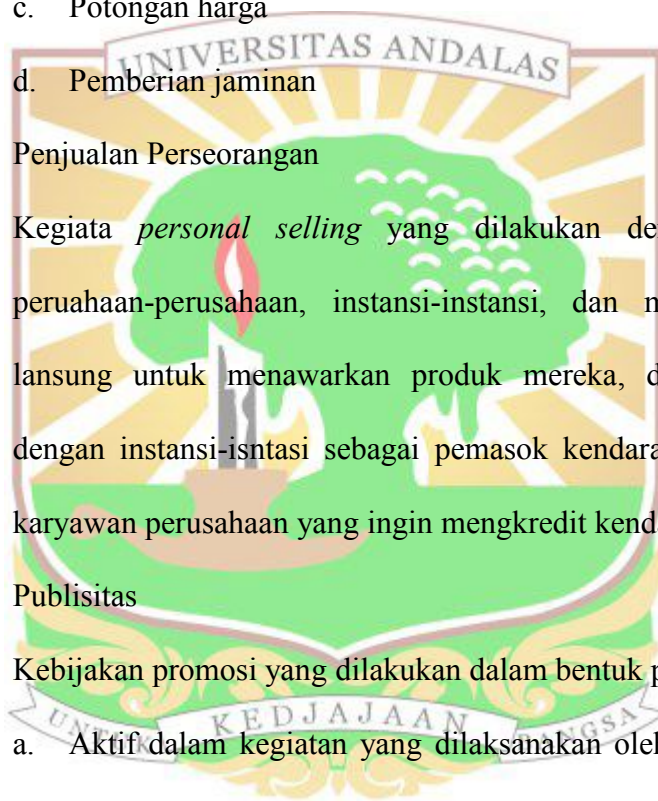 c. Potongan harga
UNIVERSITAS ANDALAS
d. Pemberian jaminan
Penjualan Perseorangan
Kegiata personal selling yang dilakukan de
peruahaan-perusahaan, instansi-instansi, dan
lansung untuk menawarkan produk mereka, d
dengan instansi-isntasi sebagai pemasok kendara
karyawan perusahaan yang ingin mengkredit kend
Publisitas
Kebijakan promosi yang dilakukan dalam bentuk p
UNTUK KEDJAJAAN BANGSA
a. Aktif dalam kegiatan yang dilaksanakan oleh